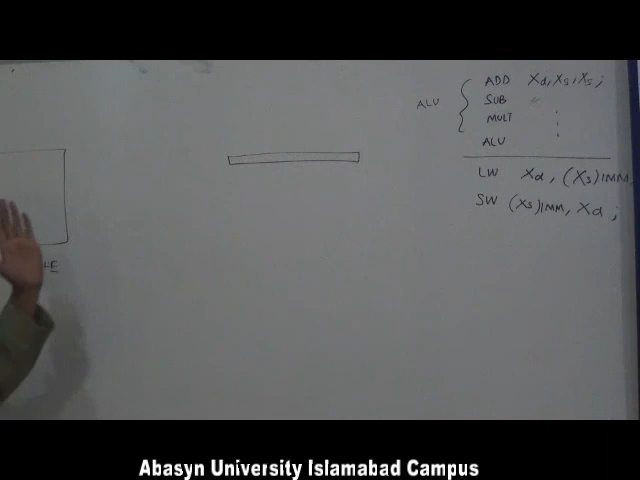 ALU
ADD Xd, Xs, Xs;
SUB "
MULT
ALU
LW Xd, (Xs)IMM,
SW (Xs)IMM, Xd ;
Abasyn University Islamabad Campus